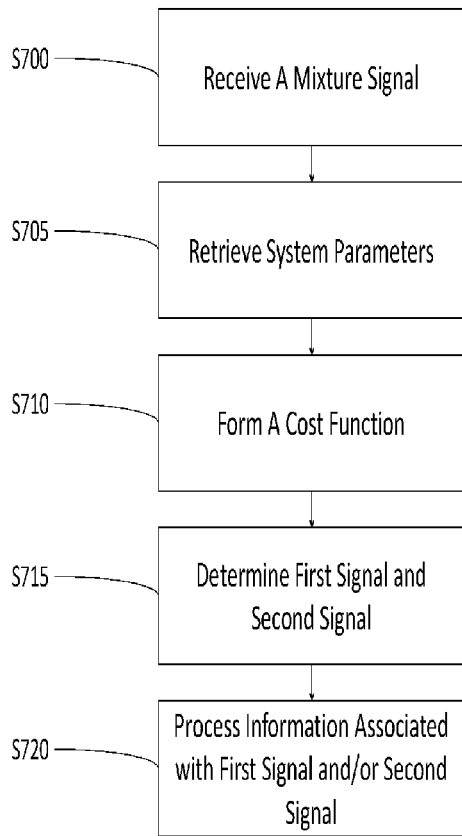 S700
Receive A Mixture Signal
S705
Retrieve System Parameters
S710
Form A Cost Function
S715
Determine First Signal and
Second Signal
S720
Process Information Associated
with First Signal and/or Second
Signal